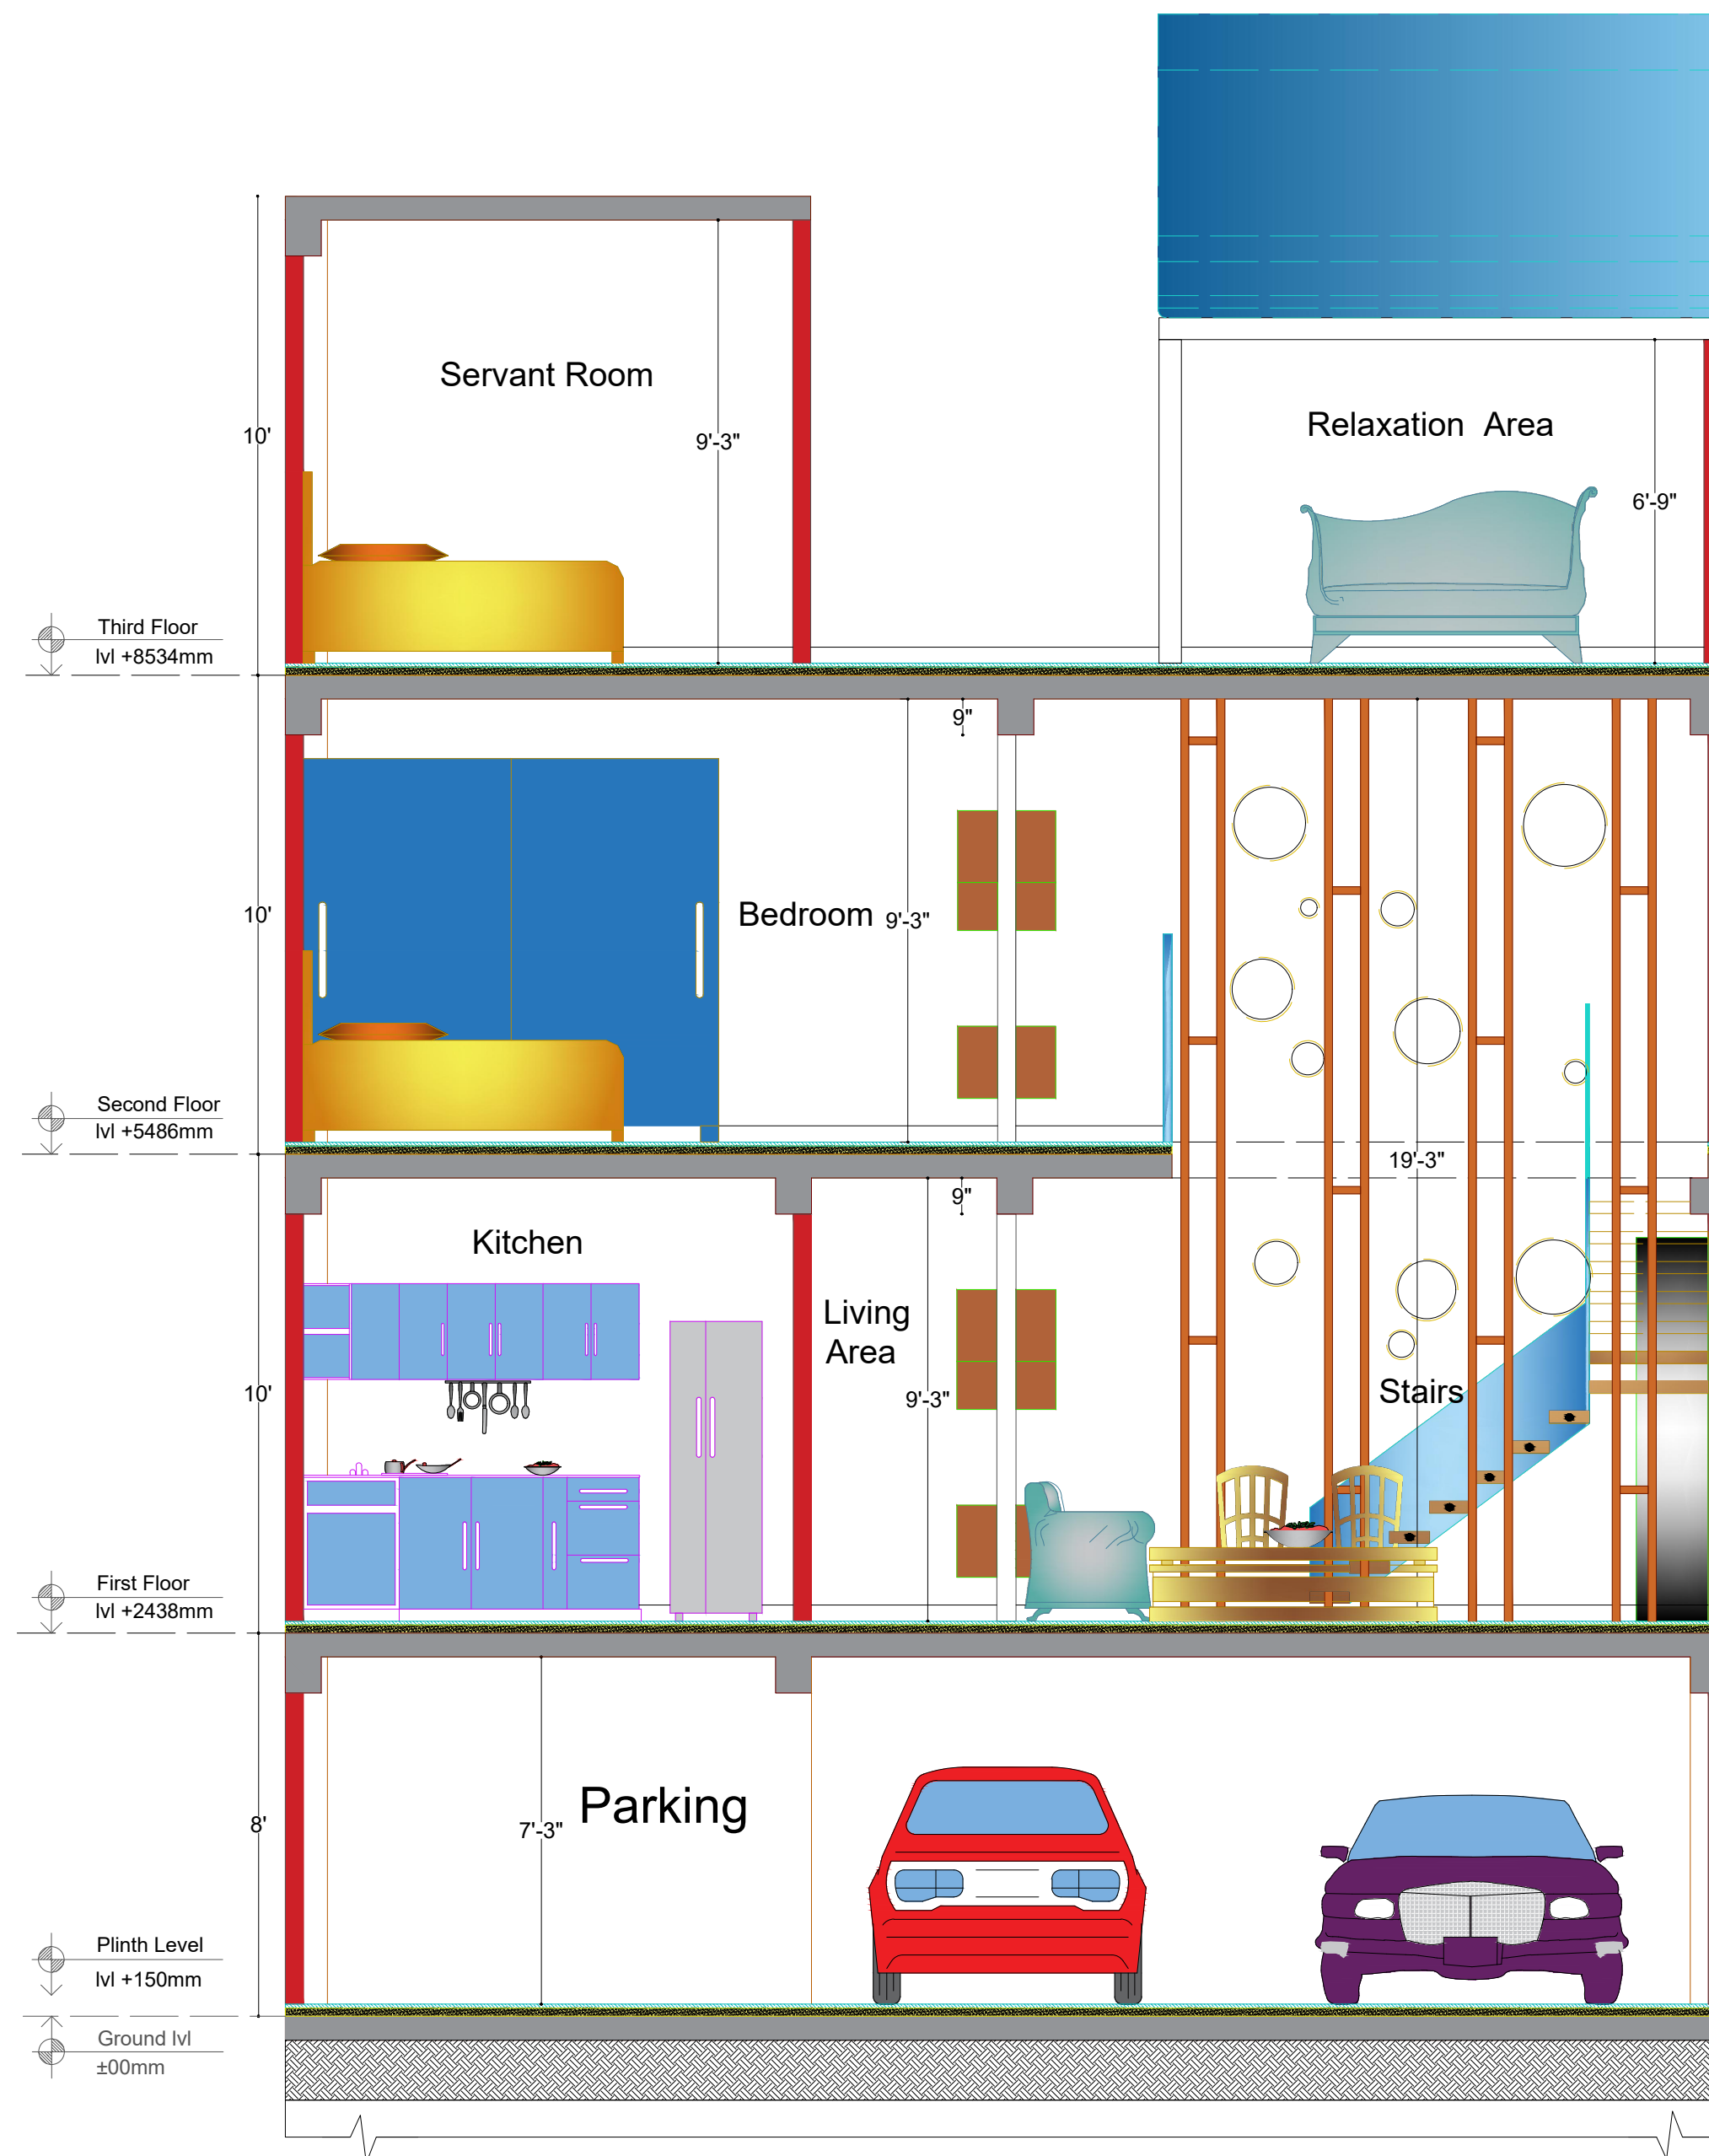 Servant Room
10'
9'-3"
Relaxation Area
6'-9"
Third Floor
lvl +8534mm
9"
Bedroom
9'-3"
10'
Second Floor
lvl +5486mm
19'-3"
9"
Kitchen
Living
Area
10'
9'-3"
Stairs
First Floor
lvl +2438mm
Parking
8'
7'-3"
Plinth Level
lvl +150mm
Ground lvl
±00mm